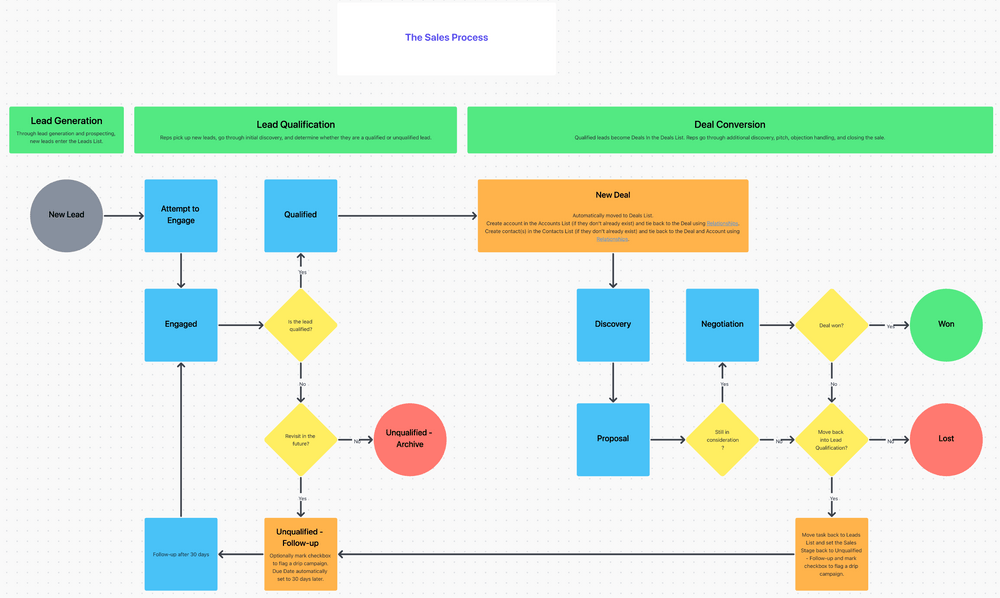 The Sales Process
Lead Generation
Through lead generation and prospecting,
new leads enter the Leads List.
Lead Qualification
Reps pick up new leads, go through initial discovery, and determine whether they are a qualified or unqualified lead.
Deal Conversion
Qualified leads become Deals in the Deals List. Reps go through additional discovery, pitch, objection handling, and closing the sale.
New Lead
Attempt to
Engage
Qualified
New Deal
Automatically moved to Deals List.
Create account in the Accounts List (if they don't already exist) and tie back to the Deal using Relationships.
Create contact(s) in the Contacts List (if they don't already exist) and tie back to the Deal and Account using
Relationships.
Yes
Engaged
Is the lead
qualified?
Discovery
Negotiation
Deal won?
Yes
Won
No
Yes
No
Revisit in the
future?
No
Unqualified -
Archive
Proposal
Still in
consideration
?
No
Move back
into Lead
Qualification?
No
Lost
Yes
Yes
Follow-up after 30 days
Unqualified -
Follow-up
Optionally mark checkbox
to flag a drip campaign.
Due Date automatically
set to 30 days later.
Move task back to Leads
List and set the Sales
Stage back to Unqualified
- Follow-up and mark
checkbox to flag a drip
campaign.